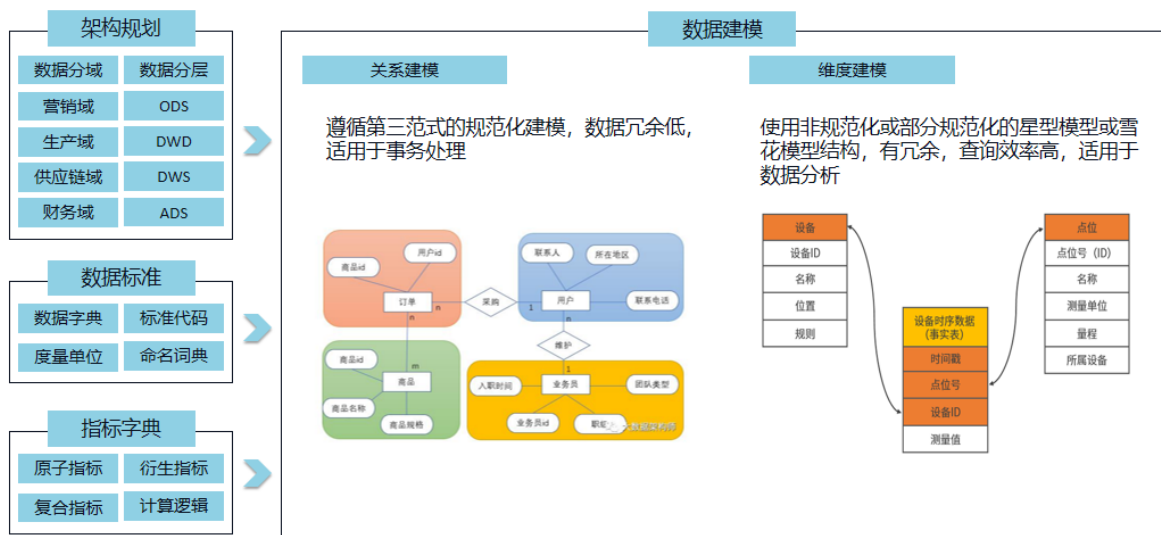 架构规划
数据分域
数据分层
营销域
ODS
生产域
DWD
供应链域
DWS
财务域
ADS
数据标准
数据字典
标准代码
度量单位
命名词典
指标字典
原子指标
衍生指标
复合指标
计算逻辑
数据建模
关系建模
遵循第三范式的规范化建模，数据冗余低，
适用于事务处理
商品id
用户id
订单
n
n
n
采购
1
联系人
所在地区
用户
联系电话
n
维护
1
商品id
m
商品
商品名称
商品规格
入职时间
业务员
团队类型
业务员id
大数据架构师
维度建模
使用非规范化或部分规范化的星型模型或雪
花模型结构，有冗余，查询效率高，适用于
数据分析
设备
设备ID
名称
位置
规则
设备时序数据
（事实表）
时间戳
点位号
设备ID
测量值
点位
点位号（ID）
名称
测量单位
量程
所属设备